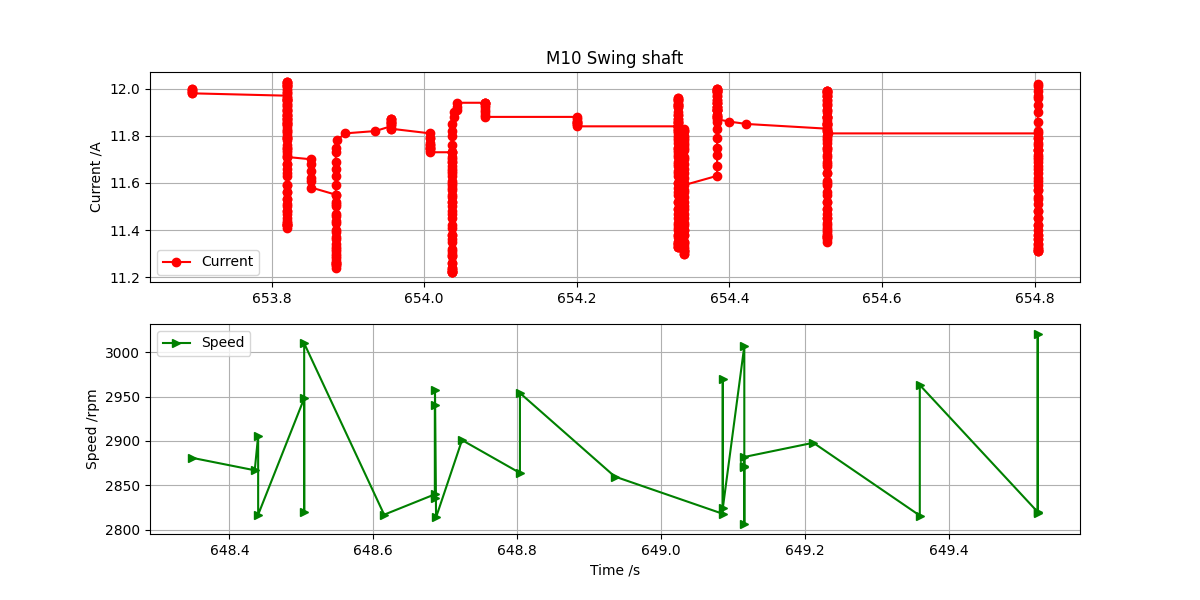 M10 Swing shaft
Current /A
12.0
11.8
11.6
11.4
11.2
Current
653.8 654.0 654.2 654.4 654.6 654.8
Speed /rpm
3000
2950
2900
2850
2800
Speed
648.4 648.6 648.8 649.0 649.2 649.4
Time /s